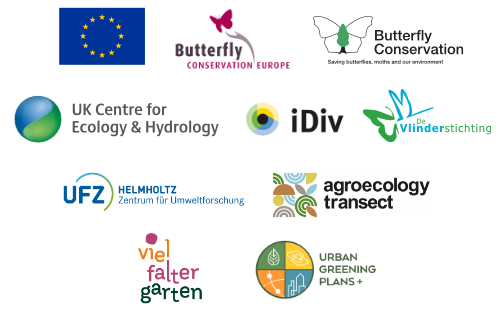 Butterfly
CONSERVATION EUROPE
Butterfly
Conservation
Saving butterflies, moths and our environment
UK Centre for
Ecology & Hydrology
iDiv
De
Vlinderstichting
UFZ
HELMHOLTZ
Zentrum für Umweltforschung
agroecology
transect
viel
falter
garten
URBAN
GREENING
PLANS +